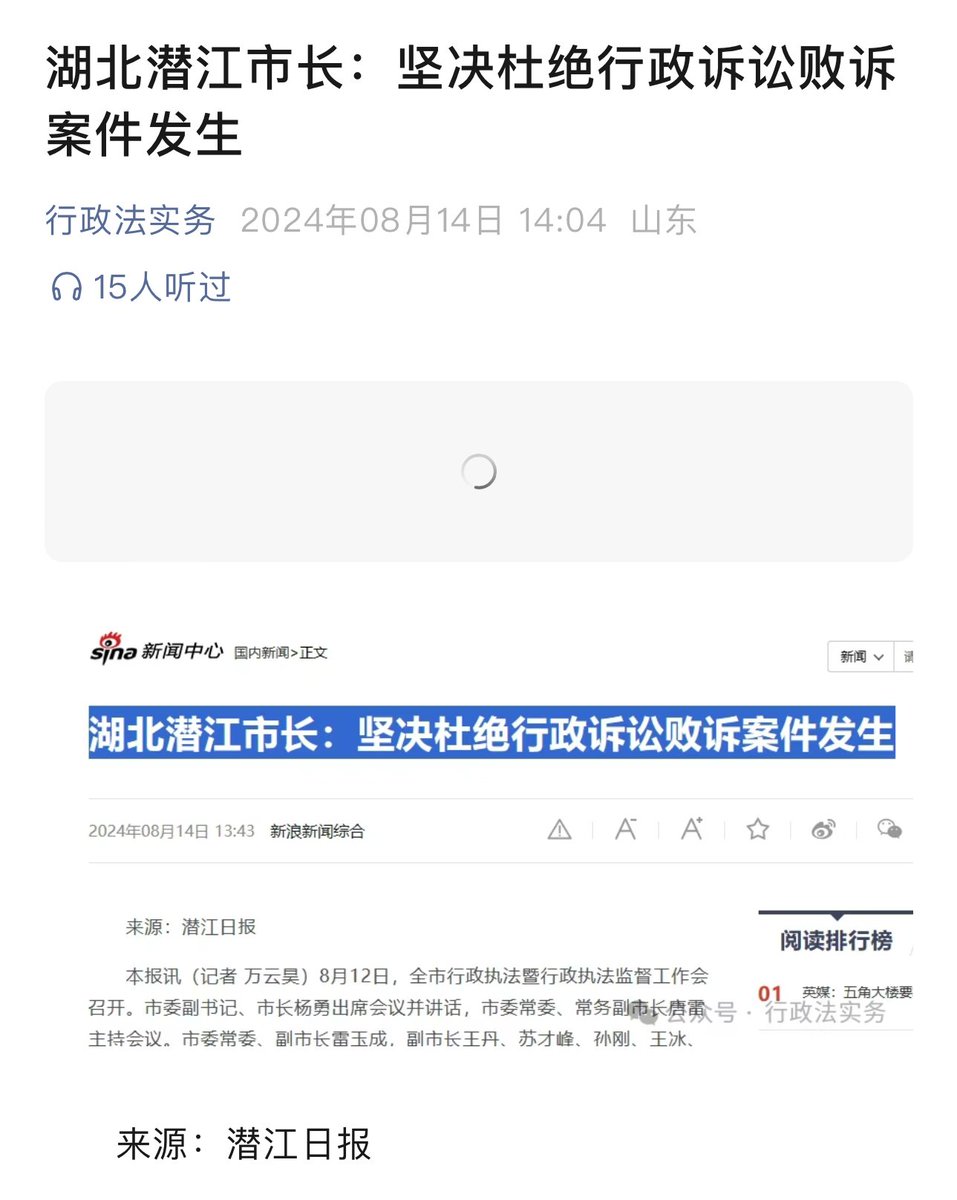 湖北潜江市长：坚决杜绝行政诉讼败诉
案件发生
行政法实务 2024年08月14日 14:04 山东
15人听过
sina 新闻中心 国内新闻>正文
新闻
湖北潜江市长：坚决杜绝行政诉讼败诉案件发生
2024年08月14日 13:43 新浪新闻综合
A- A+
来源：潜江日报
本报讯（记者 万云昊）8月12日，全市行政执法暨行政执法监督工作会
召开。市委副书记、市长杨勇出席会议并讲话，市委常委、常务副市长唐雷
主持会议。市委常委、副市长雷玉成，副市长王丹、苏才峰、孙刚、王冰、
阅读排行榜
01 英媒：五角大楼要
公众号 · 行政法实务
来源：潜江日报